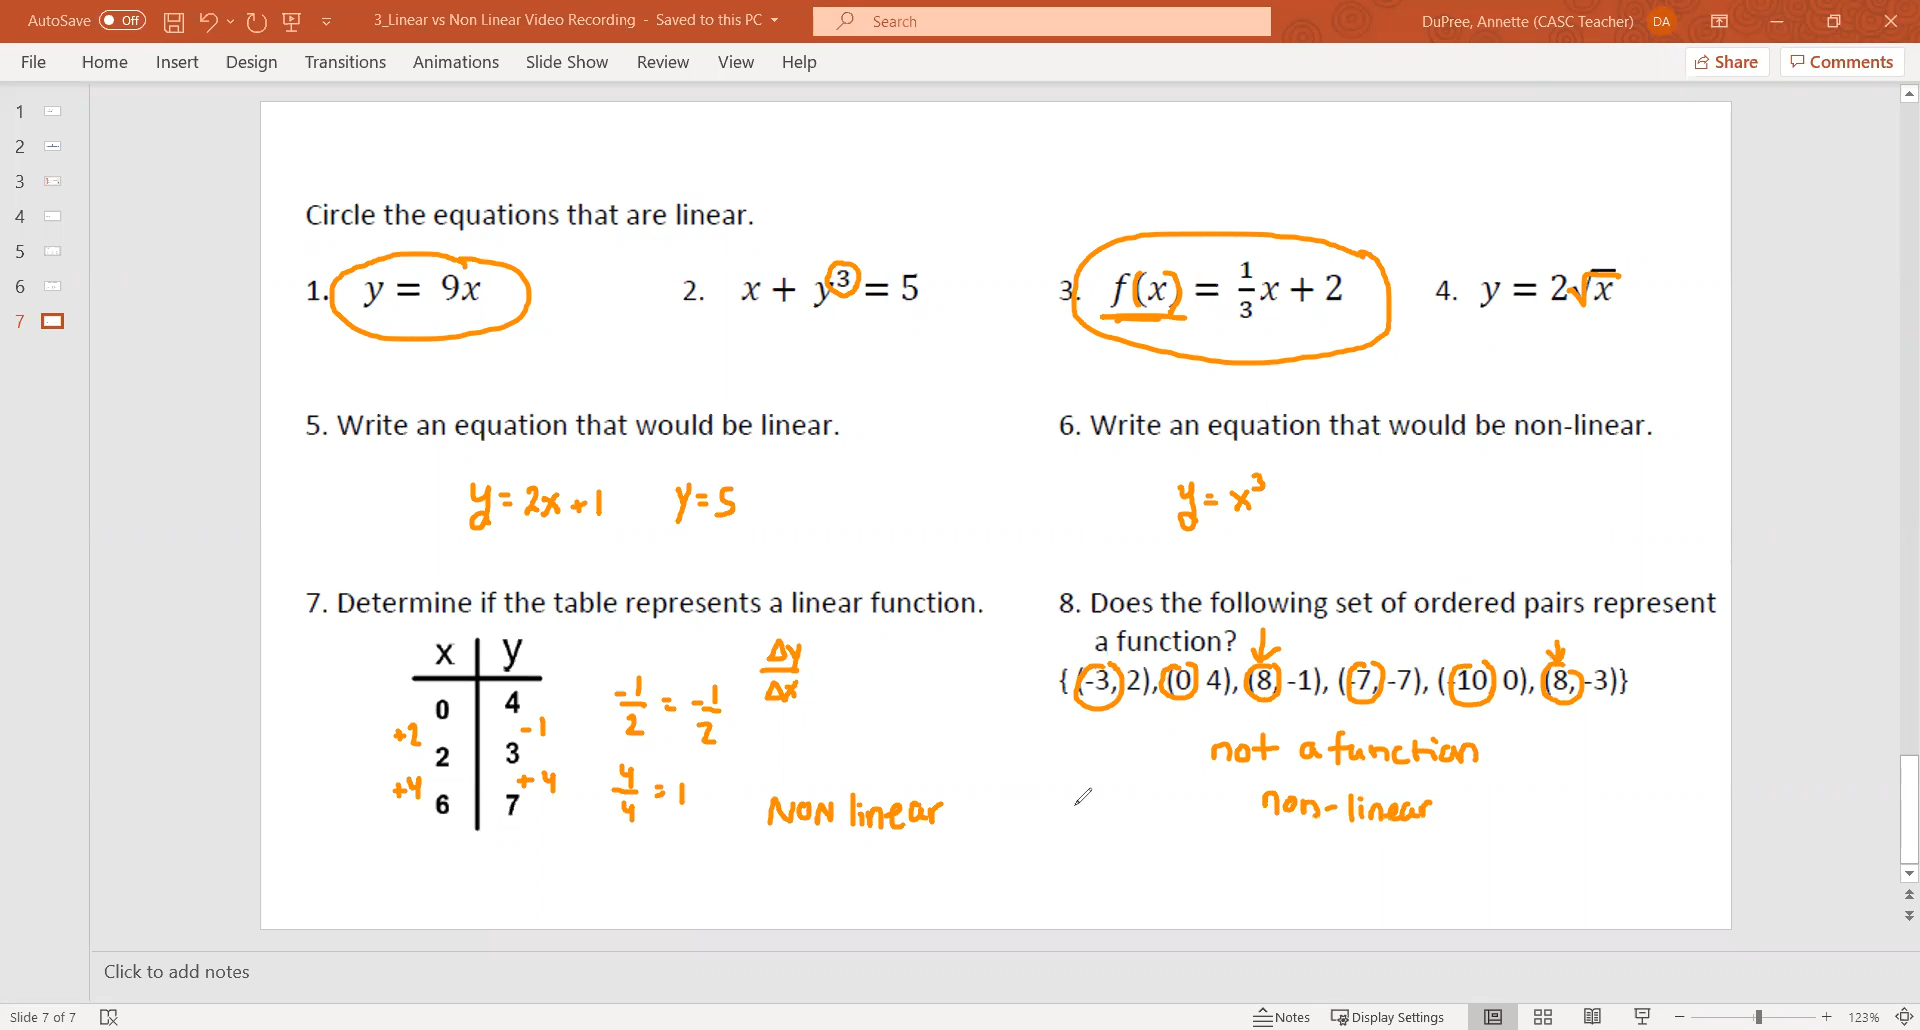 AutoSave Off 3_Linear vs Non Linear Video Recording - Saved to this PC Search DuPree, Annette (CASC Teacher) DA
File Home Insert Design Transitions Animations Slide Show Review View Help Share Comments
1
2
3
4
5
6
7
Circle the equations that are linear.
1. y = 9x 2. x + y³ = 5 3. f(x) = 1/3 x + 2 4. y = 2√x
5. Write an equation that would be linear. 6. Write an equation that would be non-linear.
y = 2x + 1 y = 5 y = x³
7. Determine if the table represents a linear function.
x y
0 4
+2 -1
2 3
+4 +4
6 7
-1/2 = -1/2
4/4 = 1
Δy/Δx
NON linear
8. Does the following set of ordered pairs represent
a function?
{ (-3, 2), (0 4), (8, -1), (-7, -7), (-10 0), (8, -3)}
not a function
non-linear
Click to add notes
Slide 7 of 7 Notes Display Settings 123%